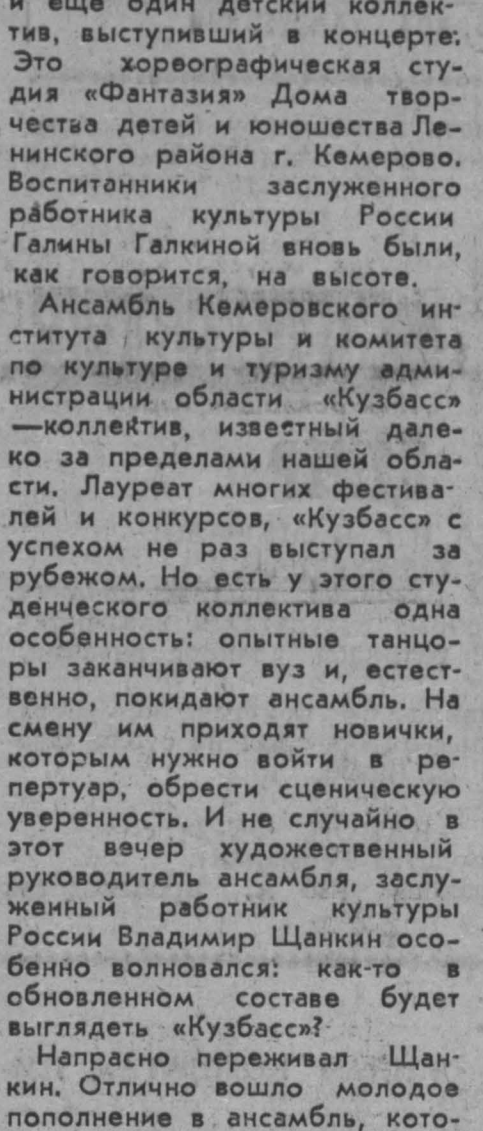 и еще один детский коллек-
тив, выступивший в концерте.
Это хореографическая сту-
дия «Фантазия» Дома твор-
чества детей и юношества Ле-
нинского района г. Кемерово.
Воспитанники заслуженного
работника культуры России
Галины Галкиной вновь были,
как говорится, на высоте.
Ансамбль Кемеровского ин-
ститута культуры и комитета
по культуре и туризму адми-
нистрации области «Кузбасс»
—коллектив, известный дале-
ко за пределами нашей обла-
сти. Лауреат многих фестива-
лей и конкурсов, «Кузбасс» с
успехом не раз выступал за
рубежом. Но есть у этого сту-
денческого коллектива одна
особенность: опытные танцо-
ры заканчивают вуз и, естест-
венно, покидают ансамбль. На
смену им приходят новички,
которым нужно войти в ре-
пертуар, обрести сценическую
уверенность. И не случайно в
этот вечер художественный
руководитель ансамбля, заслу-
женный работник культуры
России Владимир Щанкин осо-
бенно волновался: как-то в
обновленном составе будет
выглядеть «Кузбасс»?
Напрасно переживал Щан-
кин. Отлично вошло молодое
пополнение в ансамбль, кото-